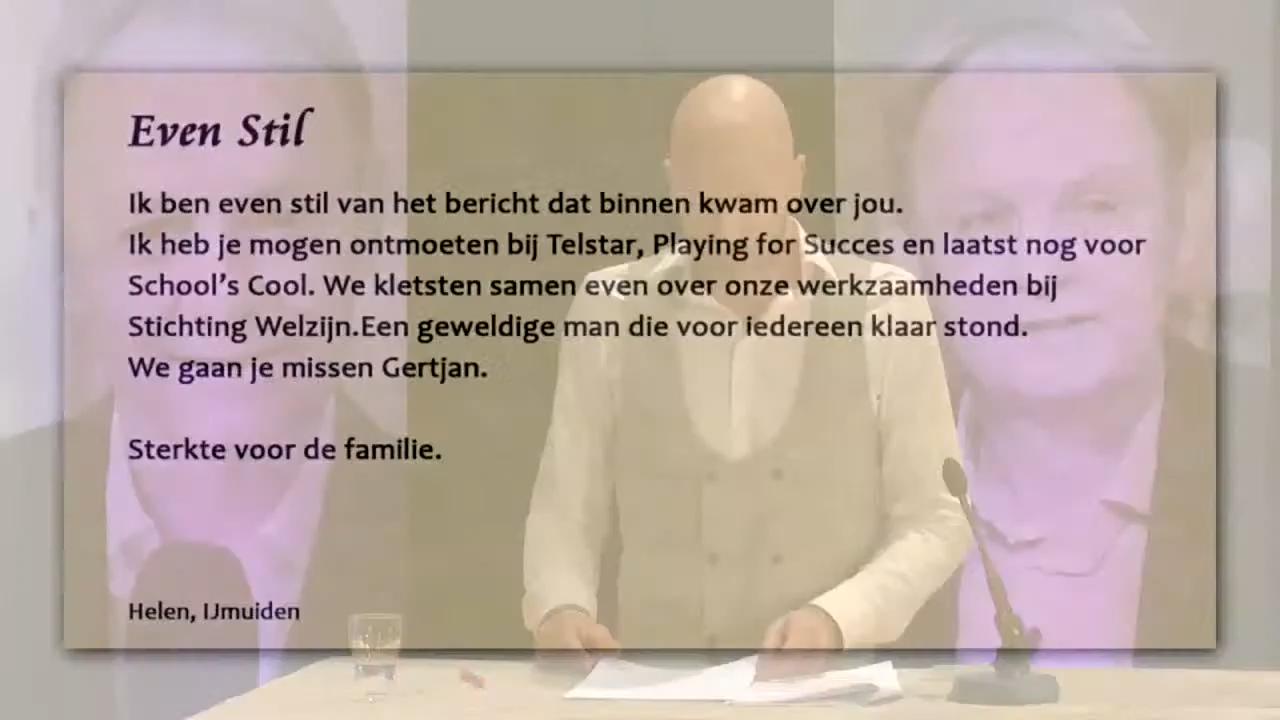 Even Stil
Ik ben even stil van het bericht dat binnen kwam over jou.
Ik heb je mogen ontmoeten bij Telstar, Playing for Succes en laatst nog voor
School’s Cool. We kletsten samen even over onze werkzaamheden bij
Stichting Welzijn.Een geweldige man die voor iedereen klaar stond.
We gaan je missen Gertjan.
Sterkte voor de familie.
Helen, IJmuiden